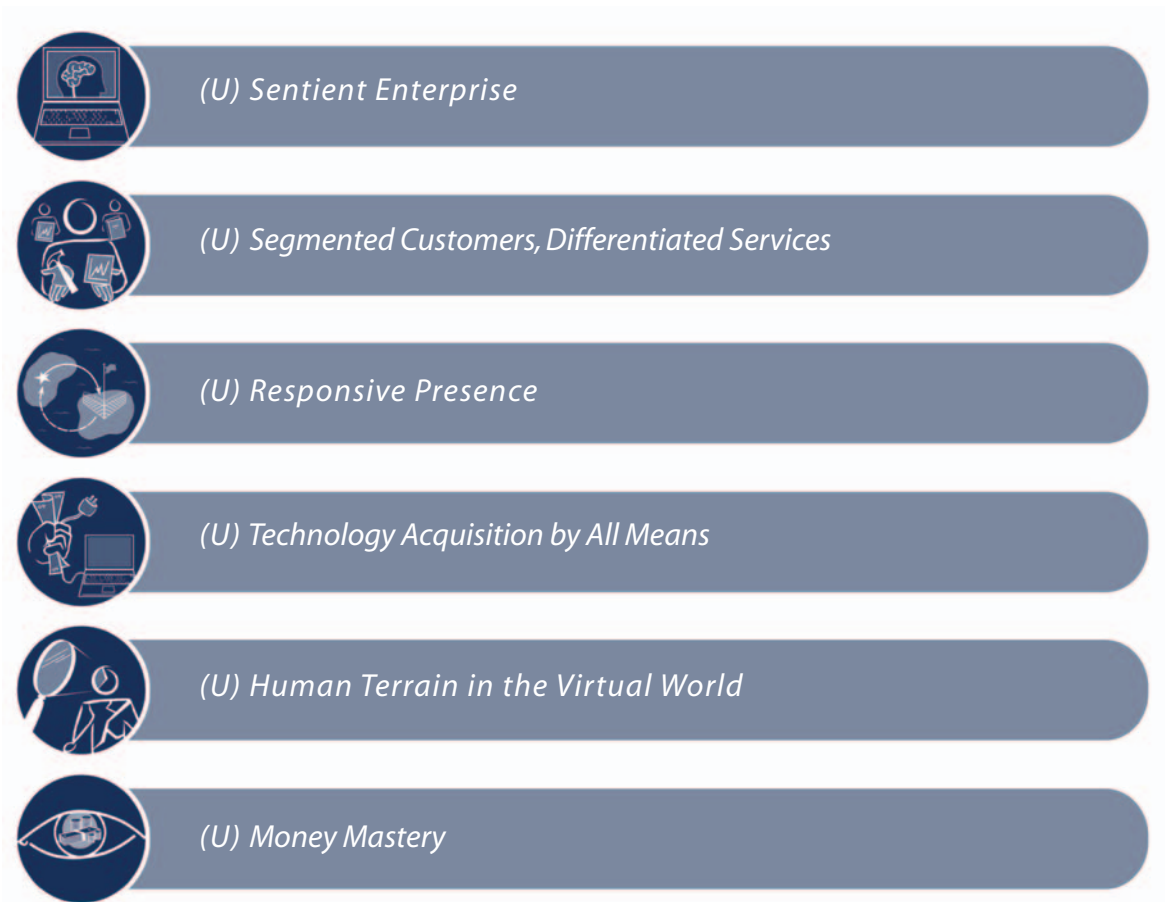 (U) Sentient Enterprise
(U) Segmented Customers, Differentiated Services
(U) Responsive Presence
(U) Technology Acquisition by All Means
(U) Human Terrain in the Virtual World
(U) Money Mastery